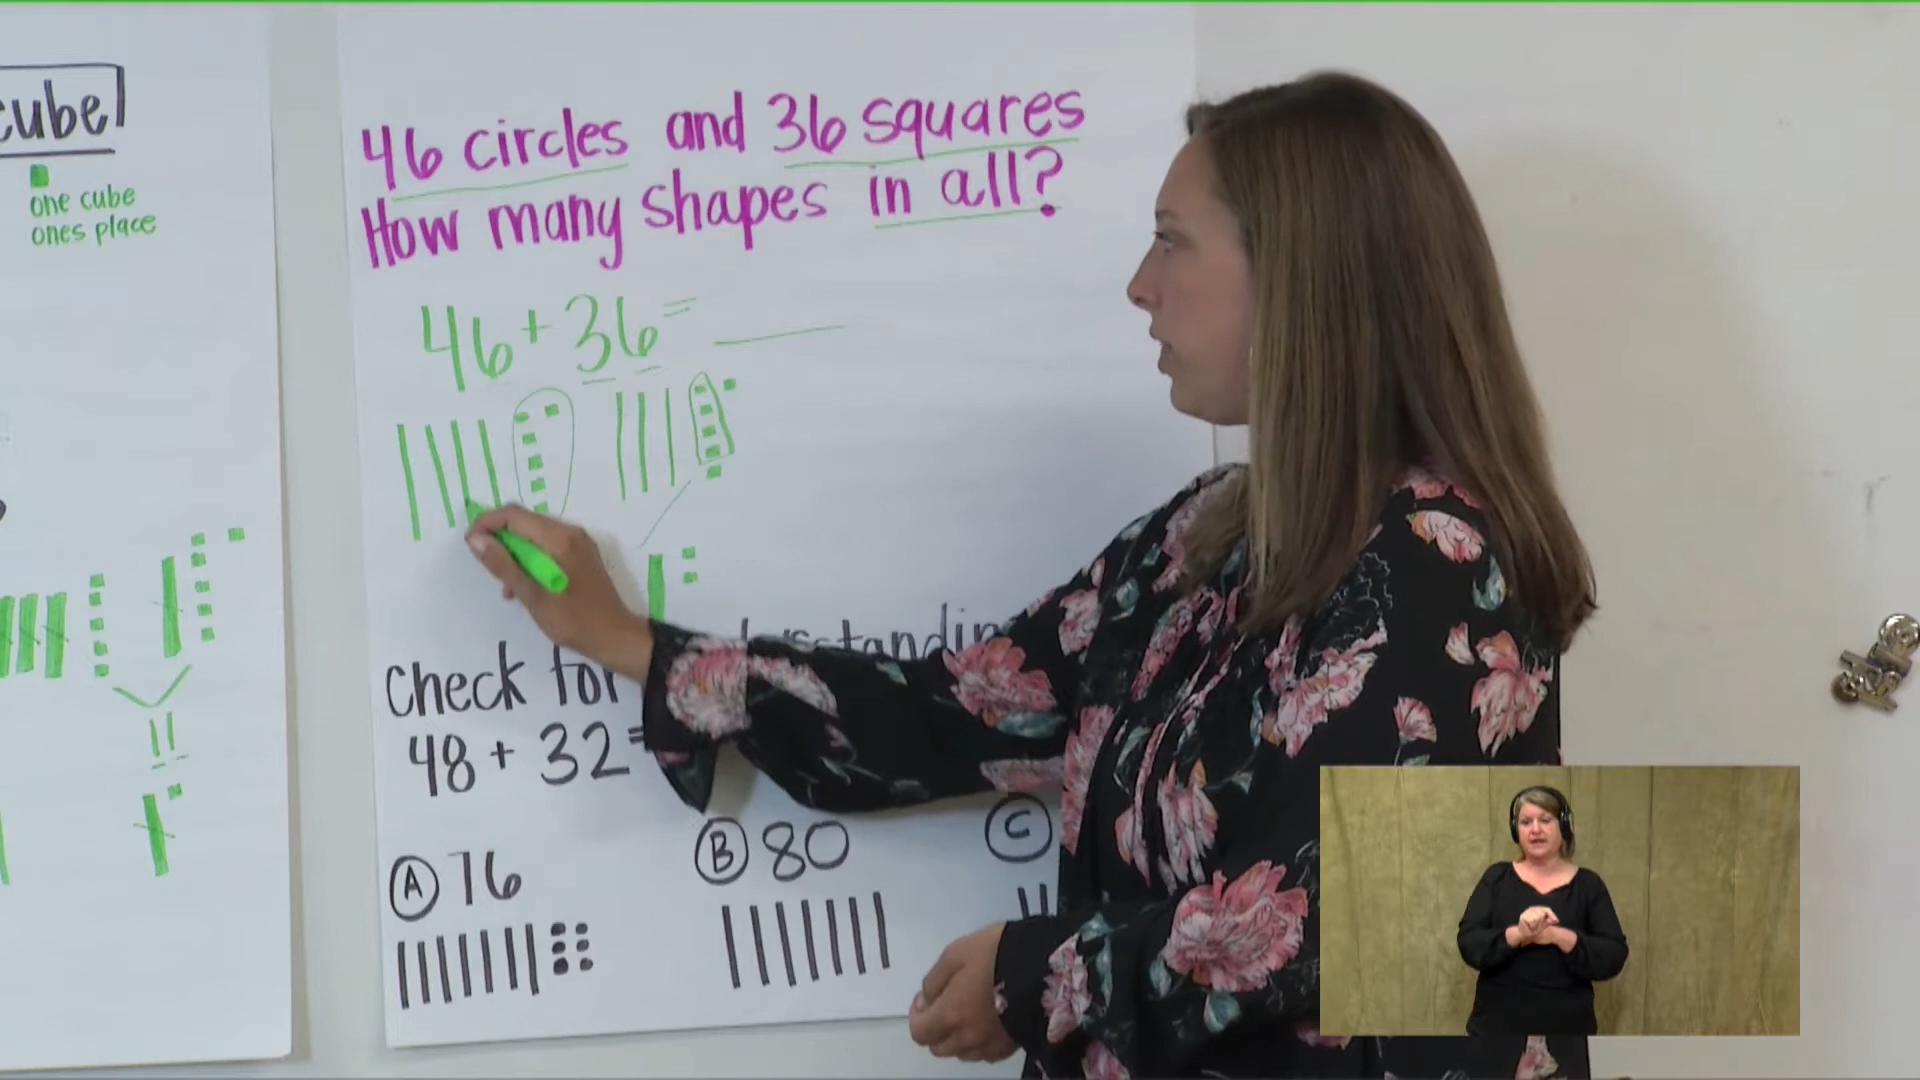 cube
one cube
ones place
46 circles and 36 squares
How many shapes in all?
46 + 36 =
Check for
48 + 32 =
A 76
B 80
C